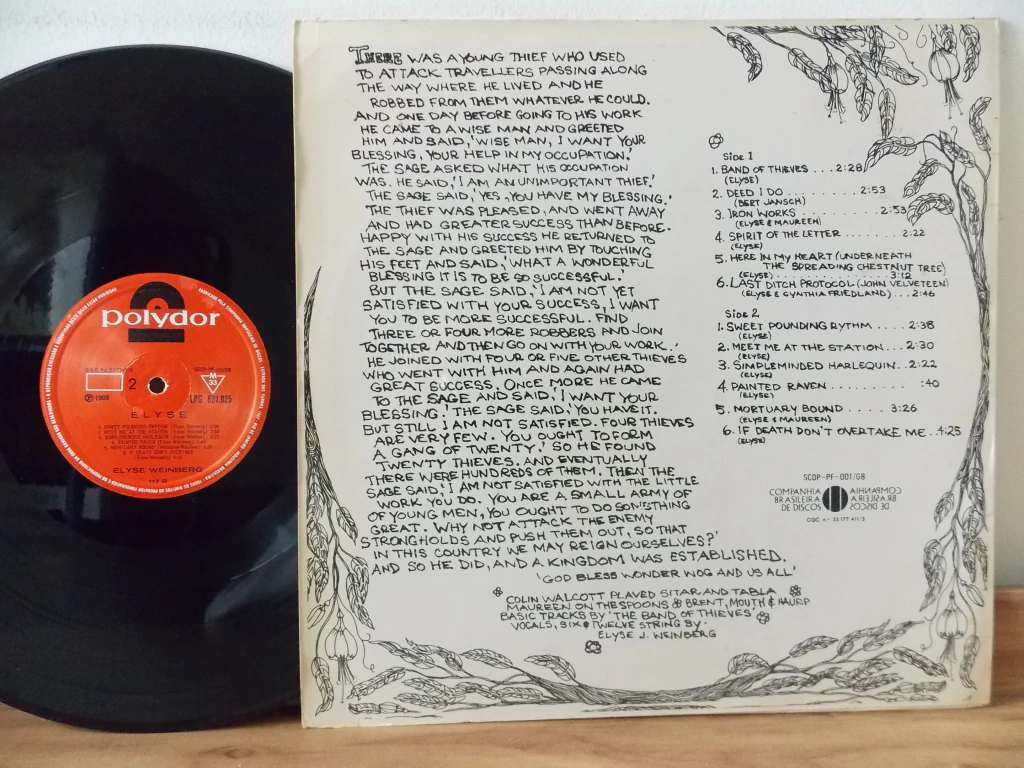 THERE WAS A YOUNG THIEF WHO USED
TO ATTACK TRAVELLERS PASSING ALONG
THE WAY WHERE HE LIVED AND HE
ROBBED FROM THEM WHATEVER HE COULD.
AND ONE DAY BEFORE GOING TO HIS WORK
HE CAME TO A WISE MAN AND GREETED
HIM AND SAID, 'WISE MAN, I WANT YOUR
BLESSING, YOUR HELP IN MY OCCUPATION.'
THE SAGE ASKED WHAT HIS OCCUPATION
WAS. HE SAID, 'I AM AN UNIMPORTANT THIEF.'
THE SAGE SAID, 'YES, YOU HAVE MY BLESSING.'
THE THIEF WAS PLEASED, AND WENT AWAY
AND HAD GREATER SUCCESS THAN BEFORE.
HAPPY WITH HIS SUCCESS HE RETURNED TO
THE SAGE AND GREETED HIM BY TOUCHING
HIS FEET AND SAID, 'WHAT A WONDERFUL
BLESSING IT IS TO BE SO SUCCESSFUL.'
BUT THE SAGE SAID, 'I AM NOT YET
SATISFIED WITH YOUR SUCCESS, I WANT
YOU TO BE MORE SUCCESSFUL. FIND
THREE OR FOUR MORE ROBBERS AND JOIN
TOGETHER AND THEN GO ON WITH YOUR WORK..'
HE JOINED WITH FOUR OR FIVE OTHER THIEVES
WHO WENT WITH HIM AND AGAIN HAD
GREAT SUCCESS. ONCE MORE HE CAME
TO THE SAGE AND SAID, 'I WANT YOUR
BLESSING.' THE SAGE SAID, 'YOU HAVE IT.
BUT STILL I AM NOT SATISFIED. FOUR THIEVES
ARE VERY FEW. YOU OUGHT TO FORM
A GANG OF TWENTY.' SO HE FOUND
TWENTY THIEVES, AND EVENTUALLY
THERE WERE HUNDREDS OF THEM. THEN THE
SAGE SAID, 'I AM NOT SATISFIED WITH THE LITTLE
WORK YOU DO. YOU ARE A SMALL ARMY OF
OF YOUNG MEN, YOU OUGHT TO DO SOMETHING
GREAT. WHY NOT ATTACK THE ENEMY
STRONGHOLDS AND PUSH THEM OUT, SO THAT
IN THIS COUNTRY WE MAY REIGN OURSELVES?'
AND SO HE DID, AND A KINGDOM WAS ESTABLISHED.
'GOD BLESS WONDER WOG AND US ALL'
COLIN WALCOTT PLAYED SITAR AND TABLA
MAUREEN ON THE SPOONS & BRENT, MOUTH & HAURP
BASIC TRACKS BY 'THE BAND OF THIEVES'
VOCALS, SIX & TWELVE STRING BY -
ELYSE J. WEINBERG
SIDE 1
1. BAND OF THIEVES ...2:28
(ELYSE)
2. DEED I DO .........2:53
(BERT JANSCH)
3. IRON WORKS .........2:53
(ELYSE & MAUREEN)
4. SPIRIT OF THE LETTER ......2:22
(ELYSE)
5. HERE IN MY HEART (UNDERNEATH
THE SPREADING CHESTNUT TREE)
(ELYSE) ..............3:12
6. LAST DITCH PROTOCOL (JOHN VELVETEEN)
(ELYSE & CYNTHIA FRIEDLAND)...2:46
SIDE 2
1. SWEET POUNDING RYTHM ....2:38
(ELYSE)
2. MEET ME AT THE STATION....2:30
(ELYSE)
3. SIMPLEMINDED HARLEQUIN..2:22
(ELYSE)
4. PAINTED RAVEN ..........:40
(ELYSE)
5. MORTUARY BOUND ....3:26
(ELYSE & MAUREEN)
6. IF DEATH DON'T OVERTAKE ME..4:25
(ELYSE)
SCDP-PF-001/GB
COMPANHIA
BRASILEIRA
DE DISCOS
COMPANHIA
BRASILEIRA
DE DISCOS
CGC n.º 33.177.411/3
polydor
2
M
33
LPG 624.025
ELYSE
ELYSE WEINBERG